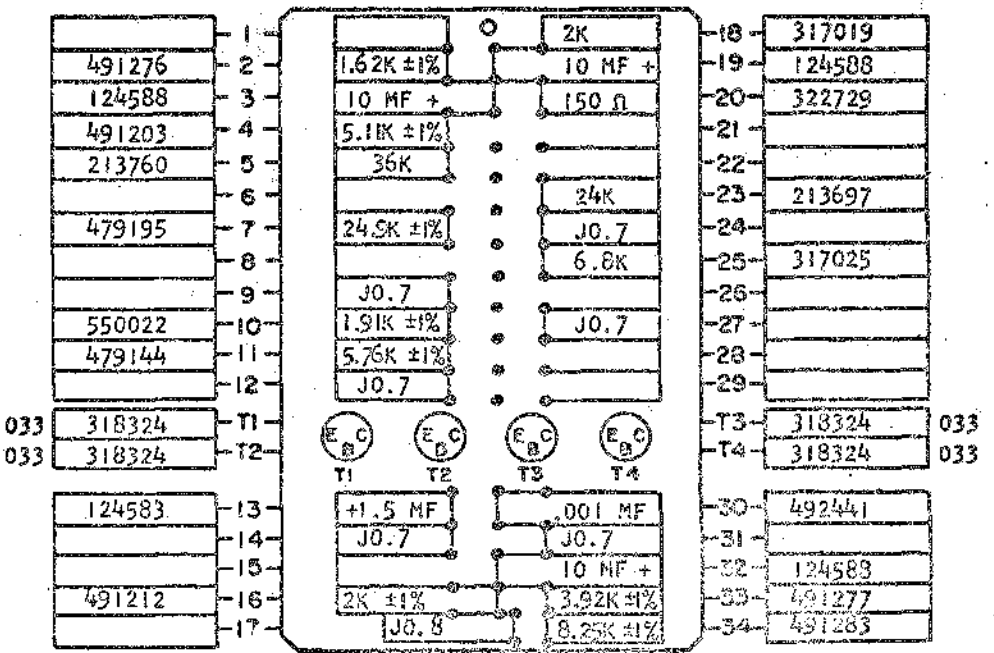 1 2K 18 317019
491276 2 1.62K ±1% 10 MF + 19 124588
124588 3 10 MF + 150 Ω 20 322729
491203 4 5.11K ±1% 21
213760 5 36K 22
6 24K 23 213697
479195 7 24.9K ±1% J0.7 24
8 6.8K 25 317025
9 J0.7 26
550022 10 1.91K ±1% J0.7 27
479144 11 5.76K ±1% 28
12 J0.7 29
033 318324 T1 E C E C E C E C T3 318324 033
B B B B
033 318324 T2 T4 318324 033
T1 T2 T3 T4
124583 13 +1.5 MF .001 MF 30 492441
14 J0.7 J0.7 31
15 10 MF + 32 124588
491212 16 2K ±1% 3.92K ±1% 33 491277
17 J0.8 8.25K ±1% 34 491283